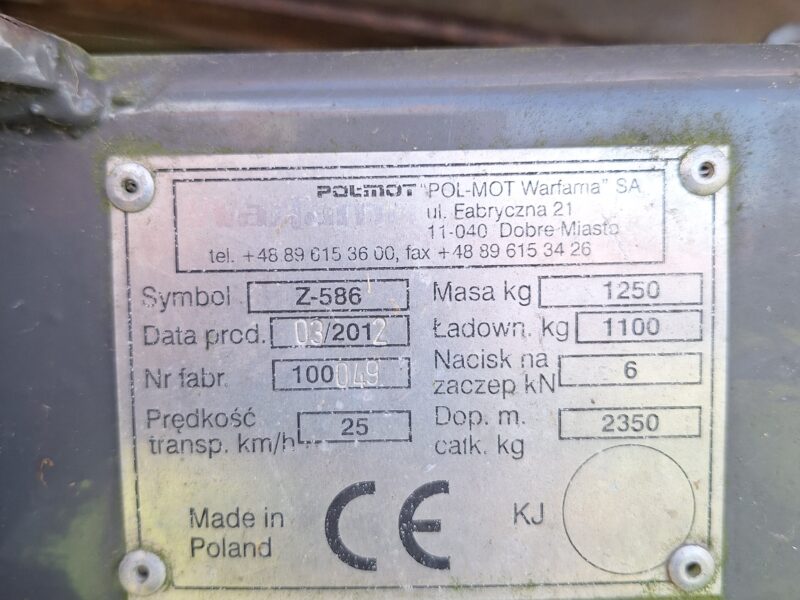 POL-MOT "POL-MOT Warfama" SA
ul. Fabryczna 21
11-040 Dobre Miasto
tel. +48 89 615 36 00, fax +48 89 615 34 26
Symbol Z-586
Data prod. 03/2012
Nr fabr. 100049
Prędkość
transp. km/h 25
Masa kg 1250
Ładown. kg 1100
Nacisk na
zaczep kN 6
Dop. m.
całk. kg 2350
Made in
Poland
CE
KJ